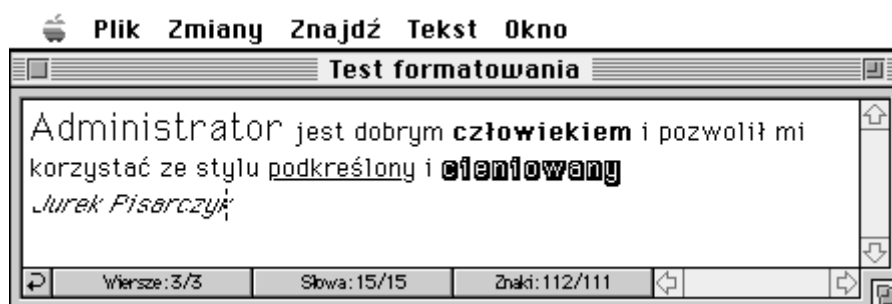 Plik Zmiany Znajdź Tekst Okno
Test formatowania
Administrator jest dobrym człowiekiem i pozwolił mi
korzystać ze stylu podkreślony i cieniowany
Jurek Pisarczyk
Wiersze:3/3 Słowa:15/15 Znaki:112/111